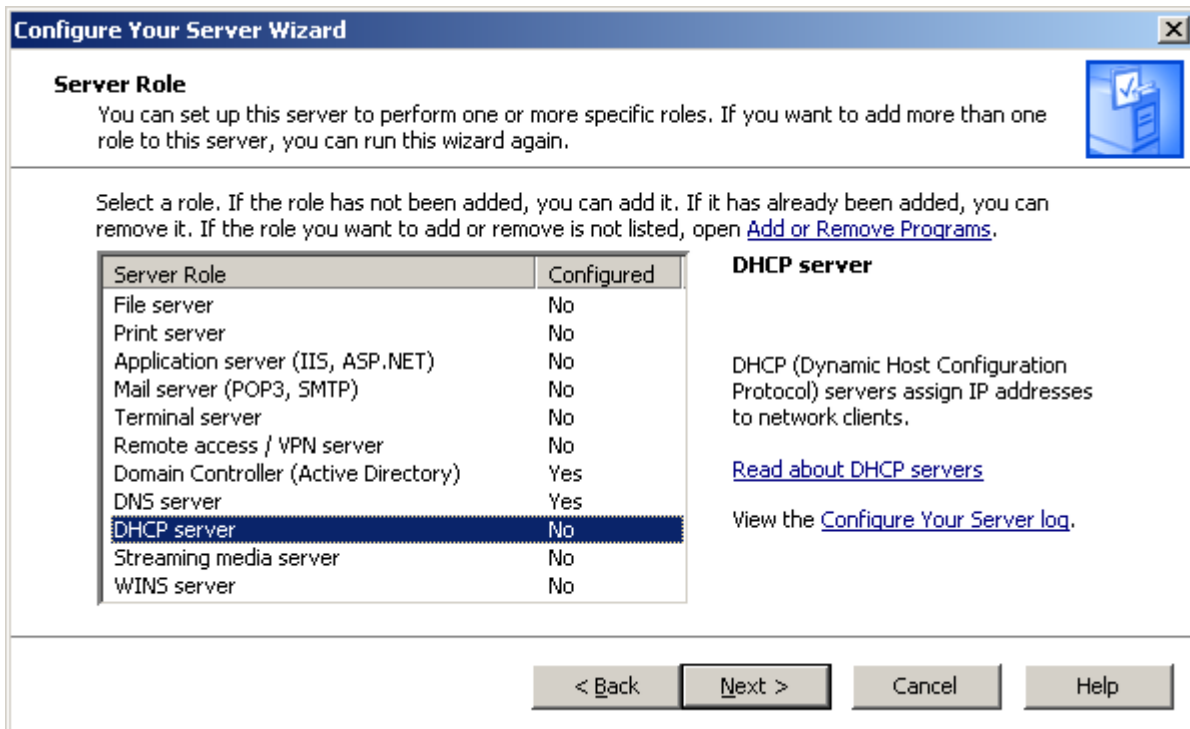 Configure Your Server Wizard
Server Role
You can set up this server to perform one or more specific roles. If you want to add more than one
role to this server, you can run this wizard again.
Select a role. If the role has not been added, you can add it. If it has already been added, you can
remove it. If the role you want to add or remove is not listed, open Add or Remove Programs.
Server Role Configured
File server No
Print server No
Application server (IIS, ASP.NET) No
Mail server (POP3, SMTP) No
Terminal server No
Remote access / VPN server No
Domain Controller (Active Directory) Yes
DNS server Yes
DHCP server No
Streaming media server No
WINS server No
DHCP server
DHCP (Dynamic Host Configuration
Protocol) servers assign IP addresses
to network clients.
Read about DHCP servers
View the Configure Your Server log.
< Back Next > Cancel Help